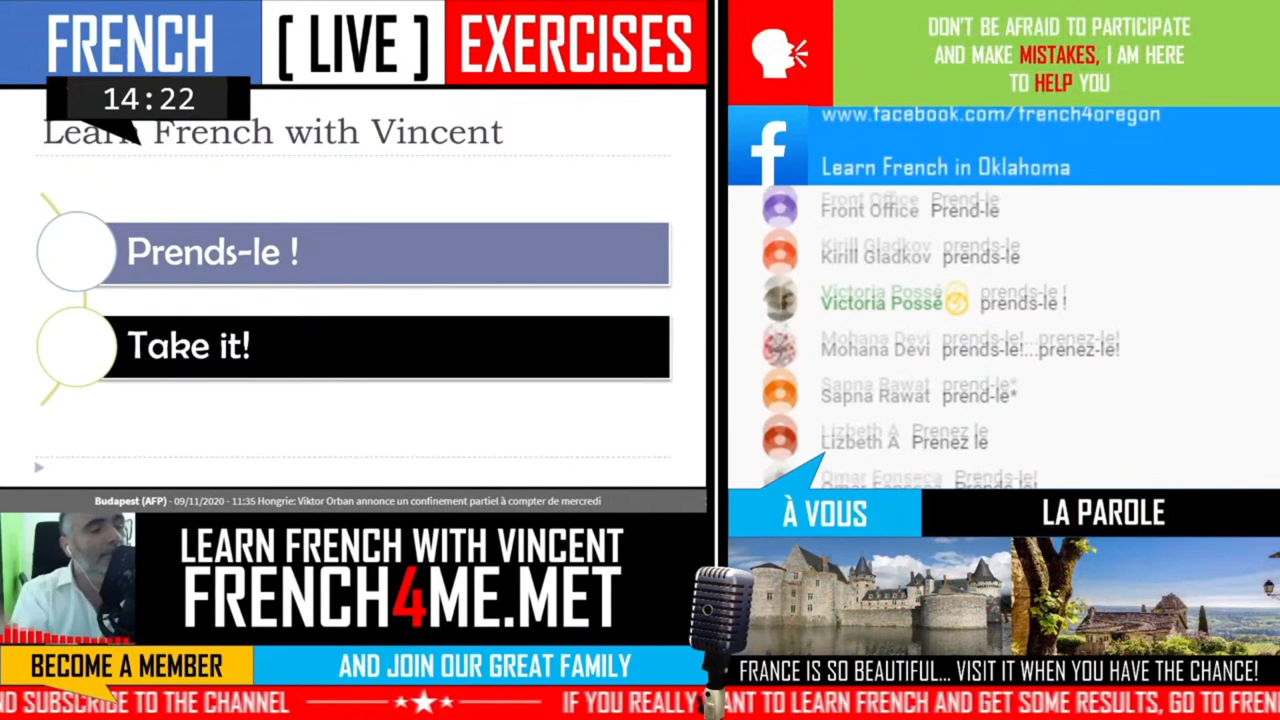 FRENCH
[ LIVE ]
EXERCISES
14:22
Learn French with Vincent
Prends-le !
Take it!
Budapest (AFP) - 09/11/2020 - 11:35 Hongrie: Viktor Orban annonce un confinement partiel à compter de mercredi
LEARN FRENCH WITH VINCENT
FRENCH4ME.MET
BECOME A MEMBER
AND JOIN OUR GREAT FAMILY
DON'T BE AFRAID TO PARTICIPATE
AND MAKE MISTAKES, I AM HERE
TO HELP YOU
www.facebook.com/french4oregon
Learn French in Oklahoma
Front Office Prend-le
Kirill Gladkov prends-le
Victoria Possé prends-le !
Mohana Devi prends-le!...prenez-le!
Sapna Rawat prend-le*
Lizbeth A Prenez le
Omar Fonseca Prends-le!
À VOUS
LA PAROLE
FRANCE IS SO BEAUTIFUL... VISIT IT WHEN YOU HAVE THE CHANCE!
ND SUBSCRIBE TO THE CHANNEL
IF YOU REALLY ANT TO LEARN FRENCH AND GET SOME RESULTS, GO TO FREN